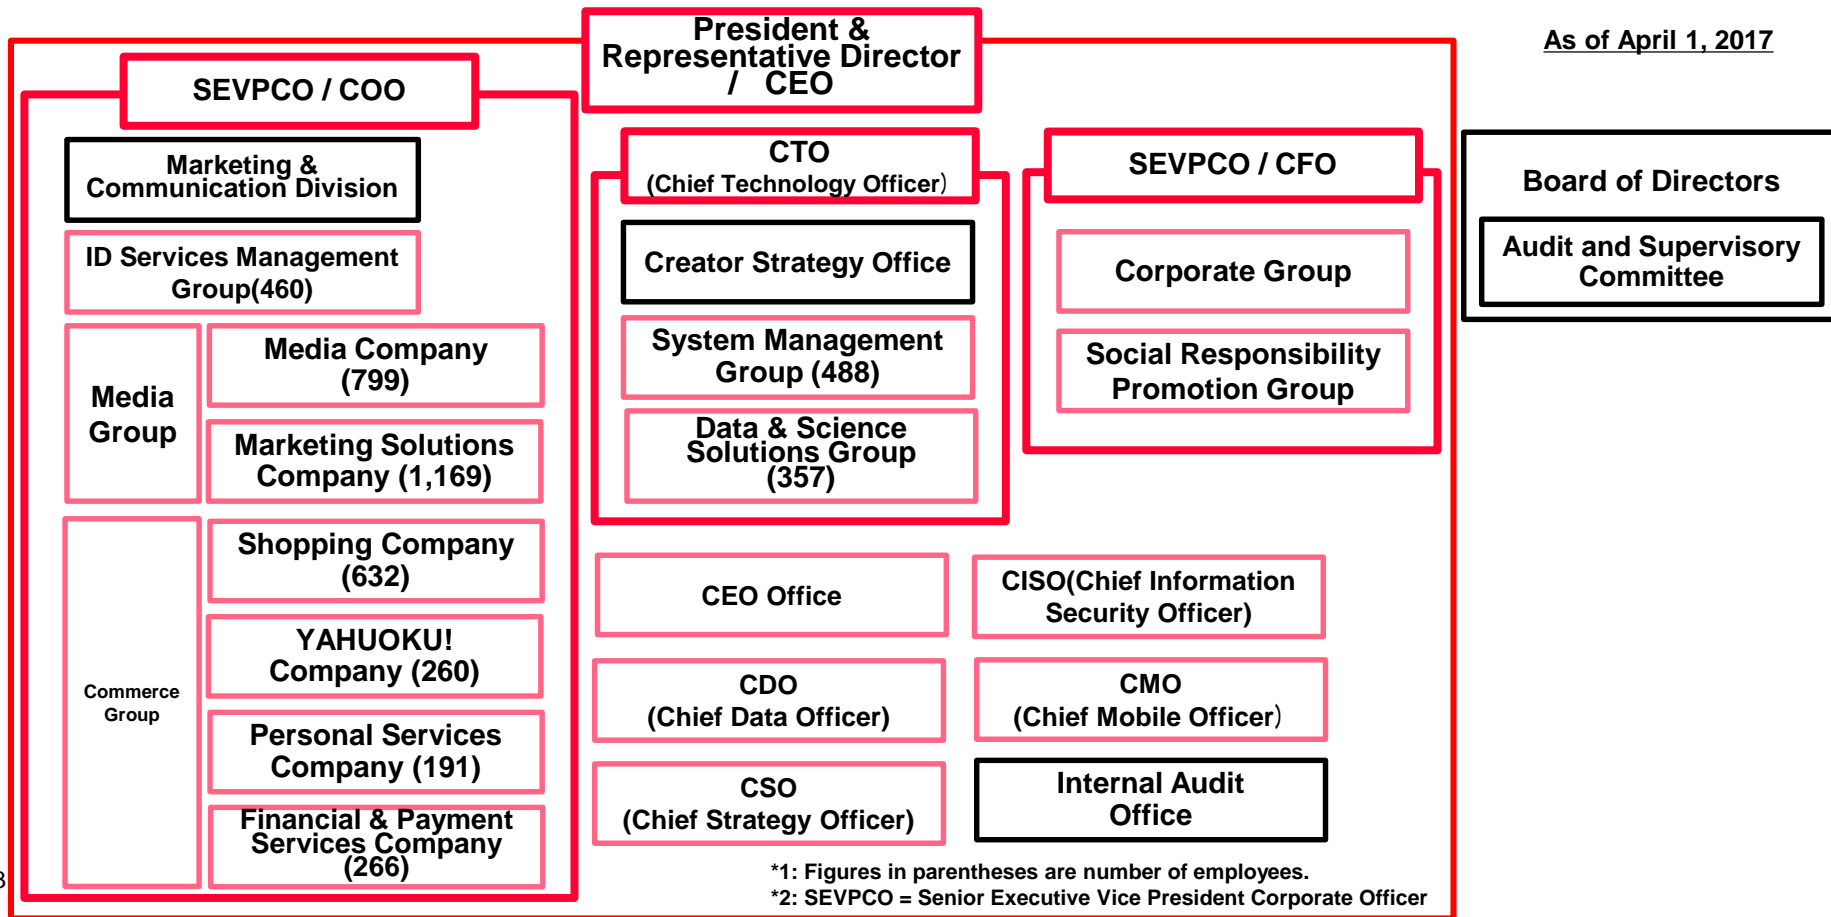 President &
Representative Director
/ CEO
As of April 1, 2017
SEVPCO / COO
Marketing &
Communication Division
ID Services Management
Group(460)
Media
Group
Media Company
(799)
Marketing Solutions
Company (1,169)
Commerce
Group
Shopping Company
(632)
YAHUOKU!
Company (260)
Personal Services
Company (191)
Financial & Payment
Services Company
(266)
CTO
(Chief Technology Officer)
Creator Strategy Office
System Management
Group (488)
Data & Science
Solutions Group
(357)
SEVPCO / CFO
Corporate Group
Social Responsibility
Promotion Group
Board of Directors
Audit and Supervisory
Committee
CEO Office
CISO(Chief Information
Security Officer)
CDO
(Chief Data Officer)
CMO
(Chief Mobile Officer)
CSO
(Chief Strategy Officer)
Internal Audit
Office
*1: Figures in parentheses are number of employees.
*2: SEVPCO = Senior Executive Vice President Corporate Officer